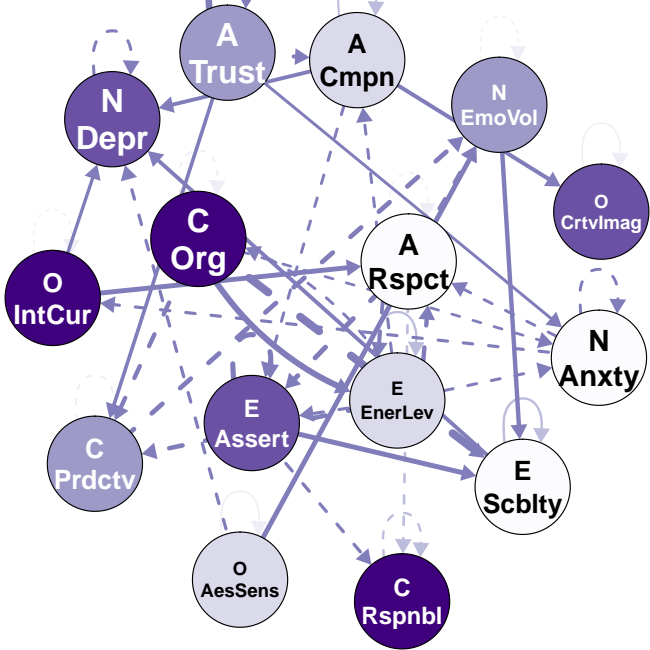 A
Trust
A
Cmpn
N
EmoVol
N
Depr
O
CrtvImag
C
Org
A
Rspct
O
IntCur
N
Anxty
E
EnerLev
E
Assert
C
Prdctv
E
Scblty
O
AesSens
C
Rspnbl